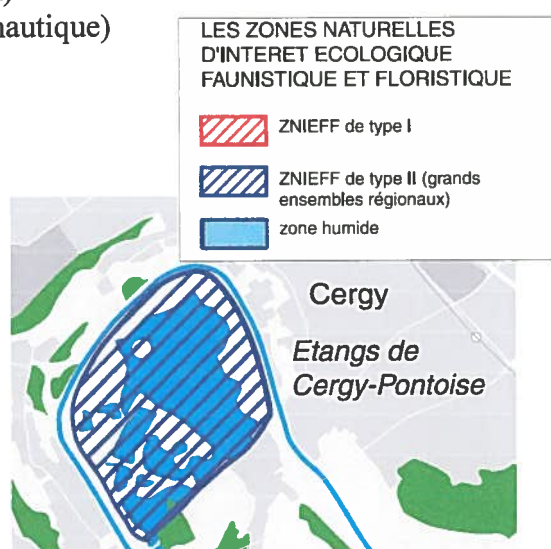 nautique)
LES ZONES NATURELLES
D'INTERET ECOLOGIQUE
FAUNISTIQUE ET FLORISTIQUE
ZNIEFF de type I
ZNIEFF de type II (grands
ensembles régionaux)
zone humide
Cergy
Etangs de
Cergy-Pontoise